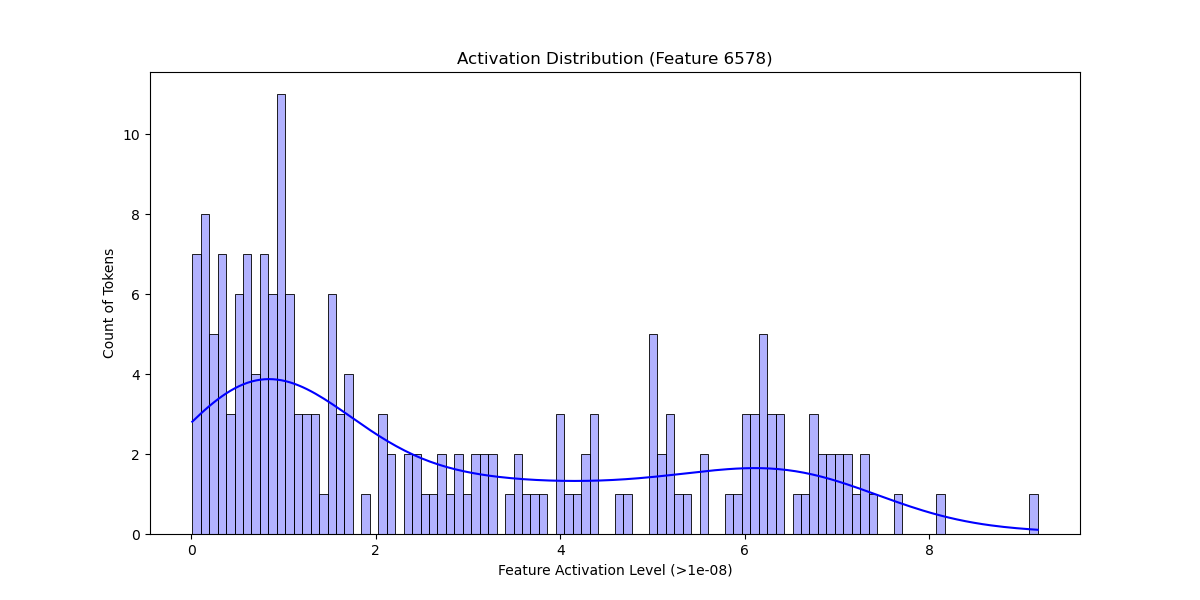 Activation Distribution (Feature 6578)
Count of Tokens
10
8
6
4
2
0
0 2 4 6 8
Feature Activation Level (>1e-08)